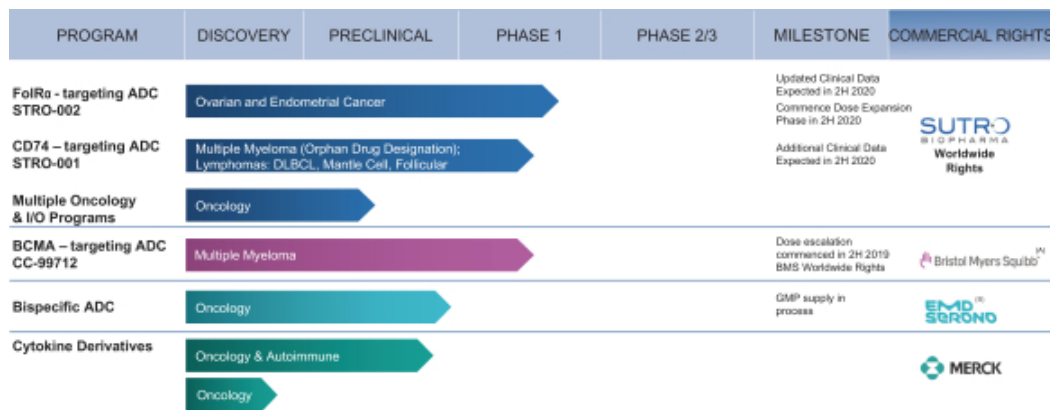 PROGRAM DISCOVERY PRECLINICAL PHASE 1 PHASE 2/3 MILESTONE COMMERCIAL RIGHTS
FolRα - targeting ADC
STRO-002
Ovarian and Endometrial Cancer
Updated Clinical Data
Expected in 2H 2020
Commence Dose Expansion
Phase in 2H 2020
CD74 – targeting ADC
STRO-001
Multiple Myeloma (Orphan Drug Designation);
Lymphomas: DLBCL, Mantle Cell, Follicular
Additional Clinical Data
Expected in 2H 2020
SUTRO
BIOPHARMA
Worldwide
Rights
Multiple Oncology
& I/O Programs
Oncology
BCMA – targeting ADC
CC-99712
Multiple Myeloma
Dose escalation
commenced in 2H 2019
BMS Worldwide Rights
Bristol Myers Squibb
(A)
Bispecific ADC
Oncology
GMP supply in
process
EMD
SERONO
(B)
Cytokine Derivatives
Oncology & Autoimmune
Oncology
MERCK